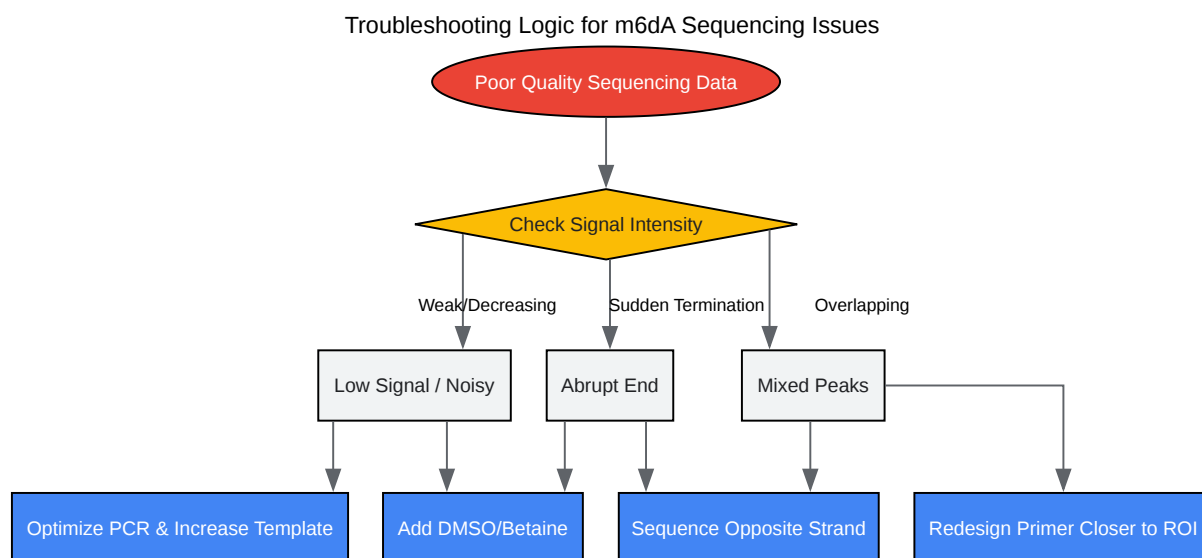 Troubleshooting Logic for m6dA Sequencing Issues
Poor Quality Sequencing Data
Check Signal Intensity
Weak/Decreasing
Sudden Termination
Overlapping
Low Signal / Noisy
Abrupt End
Mixed Peaks
Optimize PCR & Increase Template
Add DMSO/Betaine
Sequence Opposite Strand
Redesign Primer Closer to ROI